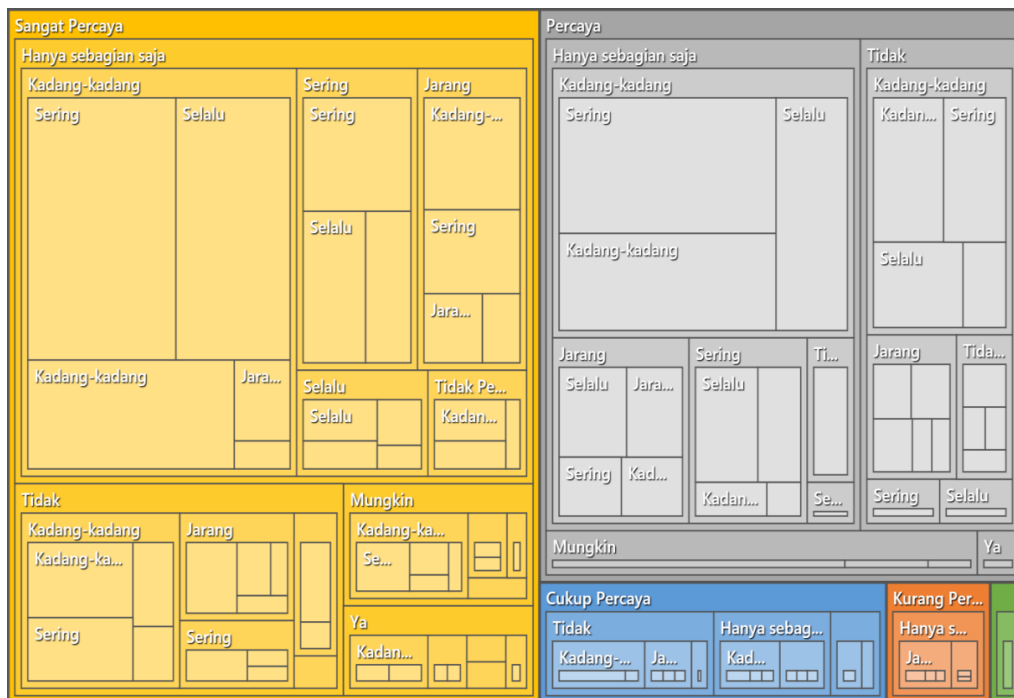 Sangat Percaya
Hanya sebagian saja
Kadang-kadang
Sering
Selalu
Kadang-kadang
Jara...
Sering
Sering
Selalu
Jarang
Kadang-...
Sering
Jara...
Selalu
Selalu
Tidak Pe...
Kadan...
Tidak
Kadang-kadang
Kadang-ka...
Sering
Jarang
Sering
Mungkin
Kadang-ka...
Se...
Ya
Kadan...
Percaya
Hanya sebagian saja
Kadang-kadang
Sering
Selalu
Kadang-kadang
Jarang
Selalu
Jara...
Sering
Kad...
Sering
Selalu
Kadan...
Ti...
Se...
Tidak
Kadang-kadang
Kadan...
Sering
Selalu
Jarang
Tida...
Sering
Selalu
Mungkin
Ya
Cukup Percaya
Tidak
Kadang-...
Ja...
Hanya sebag...
Kad...
Kurang Per...
Hanya s...
Ja...